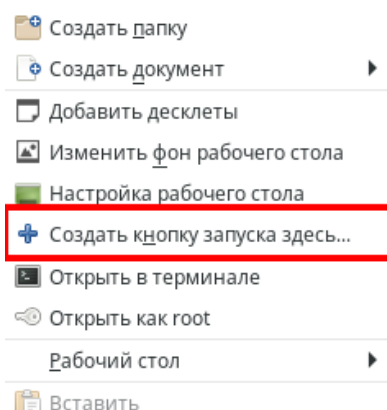 Создать папку
Создать документ
Добавить десклеты
Изменить фон рабочего стола
Настройка рабочего стола
Создать кнопку запуска здесь...
Открыть в терминале
Открыть как root
Рабочий стол
Вставить